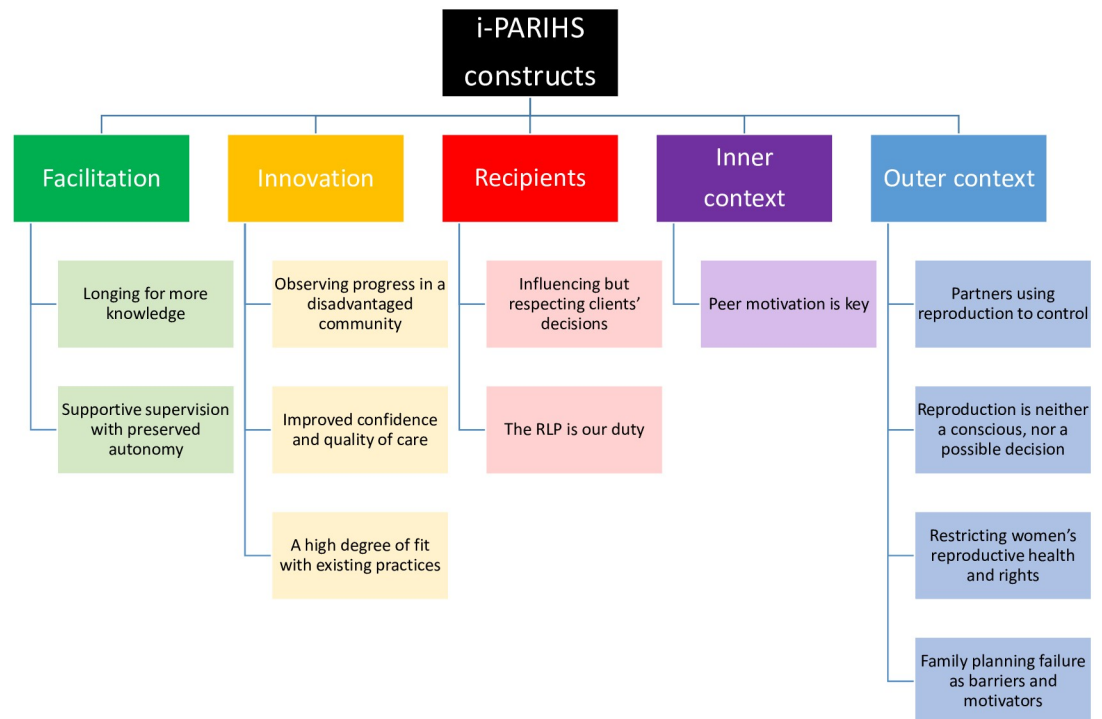 i-PARIHS
constructs
Facilitation
Innovation
Recipients
Inner
context
Outer context
Longing for more
knowledge
Supportive supervision
with preserved
autonomy
Observing progress in a
disadvantaged
community
Improved confidence
and quality of care
A high degree of fit
with existing practices
Influencing but
respecting clients’
decisions
The RLP is our duty
Peer motivation is key
Partners using
reproduction to control
Reproduction is neither
a conscious, nor a
possible decision
Restricting women’s
reproductive health
and rights
Family planning failure
as barriers and
motivators